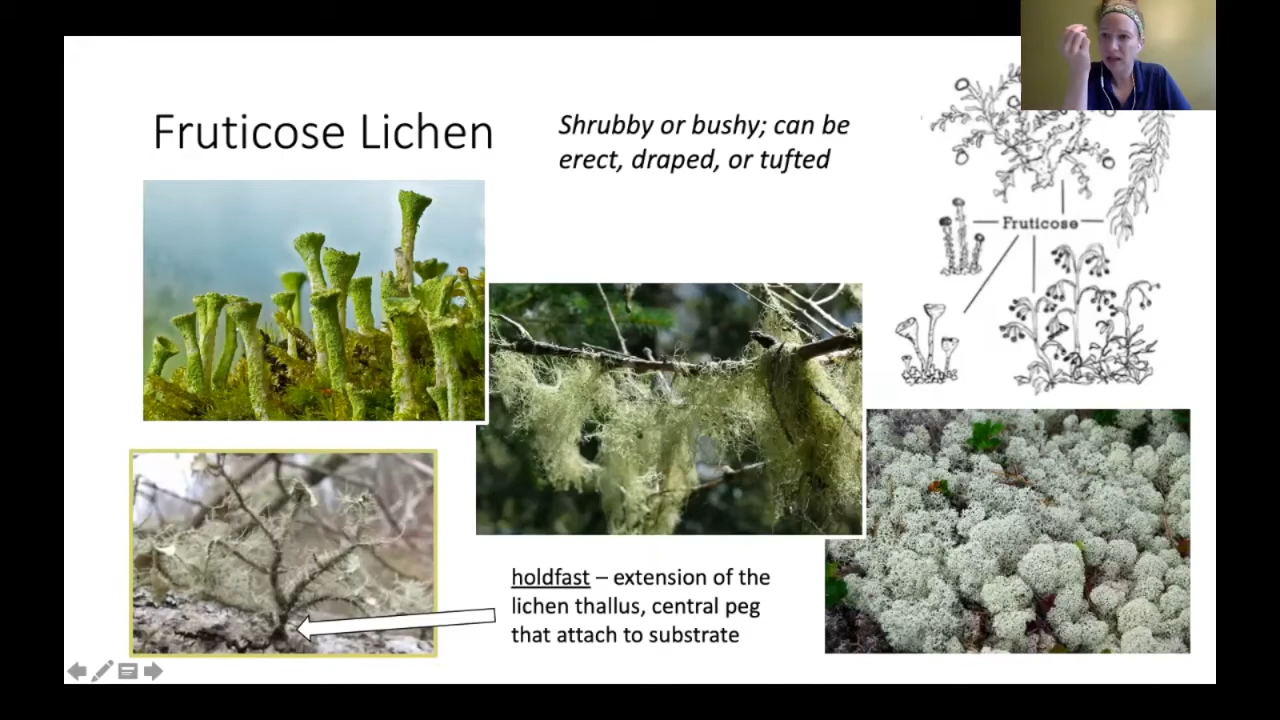 Fruticose Lichen
Shrubby or bushy; can be
erect, draped, or tufted
Fruticose
holdfast – extension of the
lichen thallus, central peg
that attach to substrate